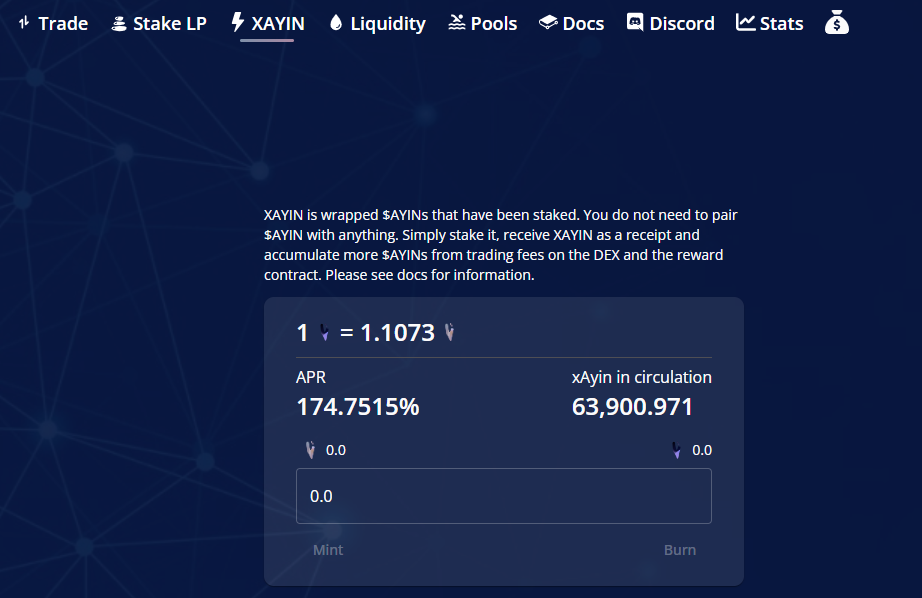 Trade Stake LP XAYIN Liquidity Pools Docs Discord Stats
XAYIN is wrapped $AYINs that have been staked. You do not need to pair
$AYIN with anything. Simply stake it, receive XAYIN as a receipt and
accumulate more $AYINs from trading fees on the DEX and the reward
contract. Please see docs for information.
1 = 1.1073
APR xAyin in circulation
174.7515% 63,900.971
0.0 0.0
0.0
Mint Burn